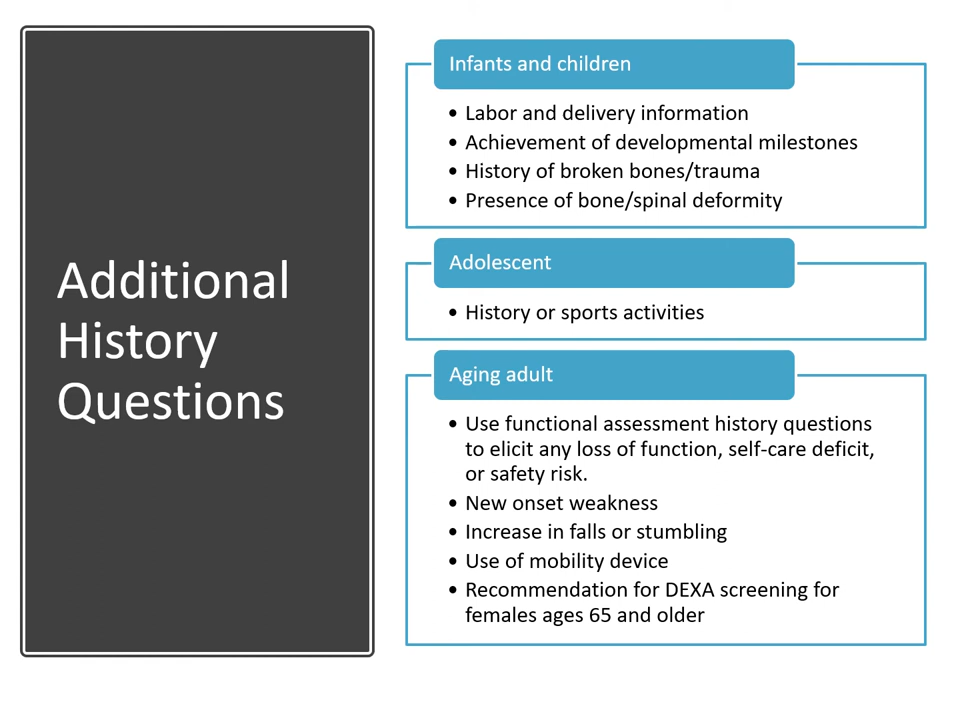 Additional
History
Questions
Infants and children
• Labor and delivery information
• Achievement of developmental milestones
• History of broken bones/trauma
• Presence of bone/spinal deformity
Adolescent
• History or sports activities
Aging adult
• Use functional assessment history questions
to elicit any loss of function, self-care deficit,
or safety risk.
• New onset weakness
• Increase in falls or stumbling
• Use of mobility device
• Recommendation for DEXA screening for
females ages 65 and older